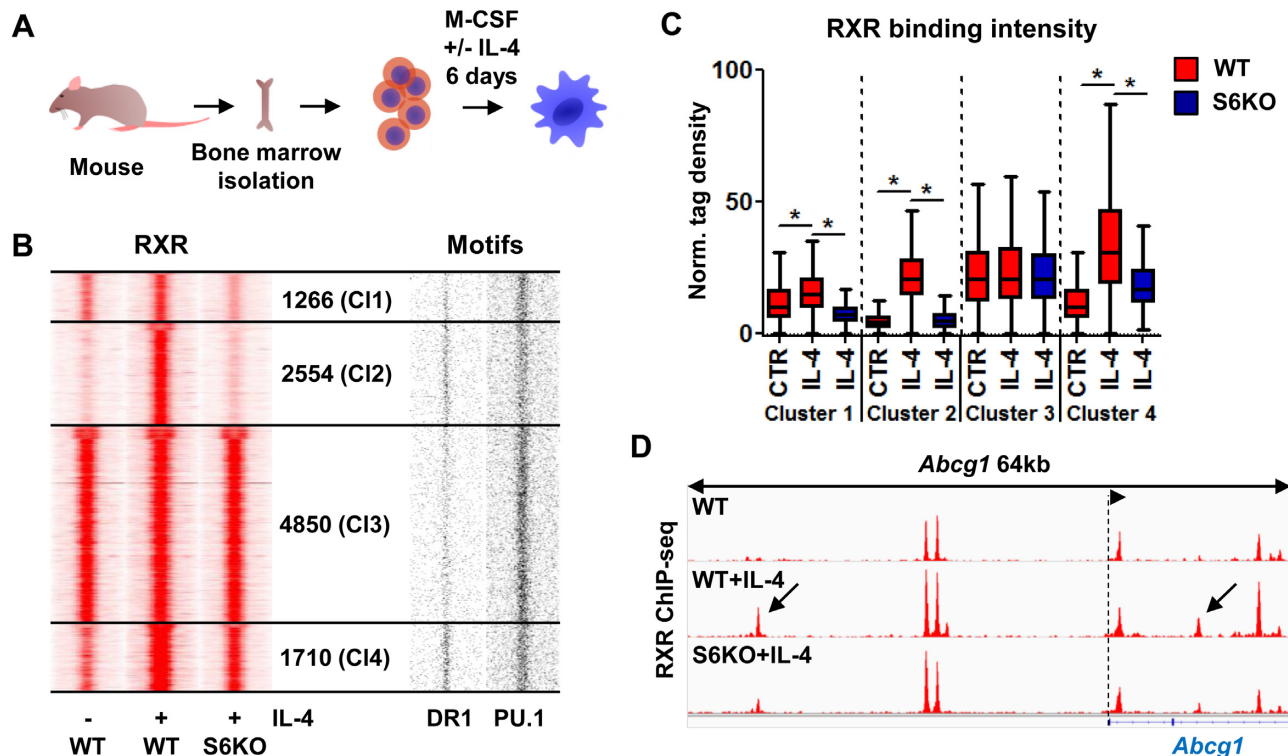 A
Mouse
Bone marrow
isolation
M-CSF
+/- IL-4
6 days
B
RXR
Motifs
1266 (Cl1)
2554 (Cl2)
4850 (Cl3)
1710 (Cl4)
- + + IL-4 DR1 PU.1
WT WT S6KO
C
RXR binding intensity
WT
S6KO
Norm. tag density
100
50
0
CTR IL-4 IL-4 CTR IL-4 IL-4 CTR IL-4 IL-4 CTR IL-4 IL-4
Cluster 1 Cluster 2 Cluster 3 Cluster 4
* * * * * *
D
Abcg1 64kb
RXR ChIP-seq
WT
WT+IL-4
S6KO+IL-4
Abcg1